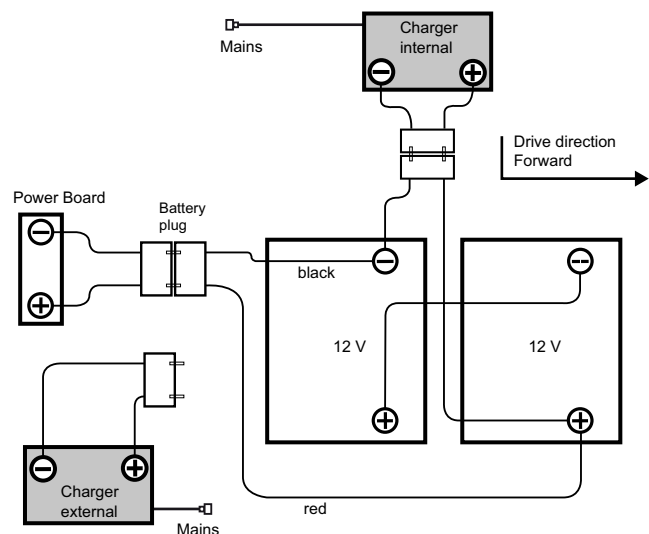 Charger
internal
Mains
Drive direction
Forward
Power Board
Battery
plug
black
12 V
12 V
Charger
external
red
Mains